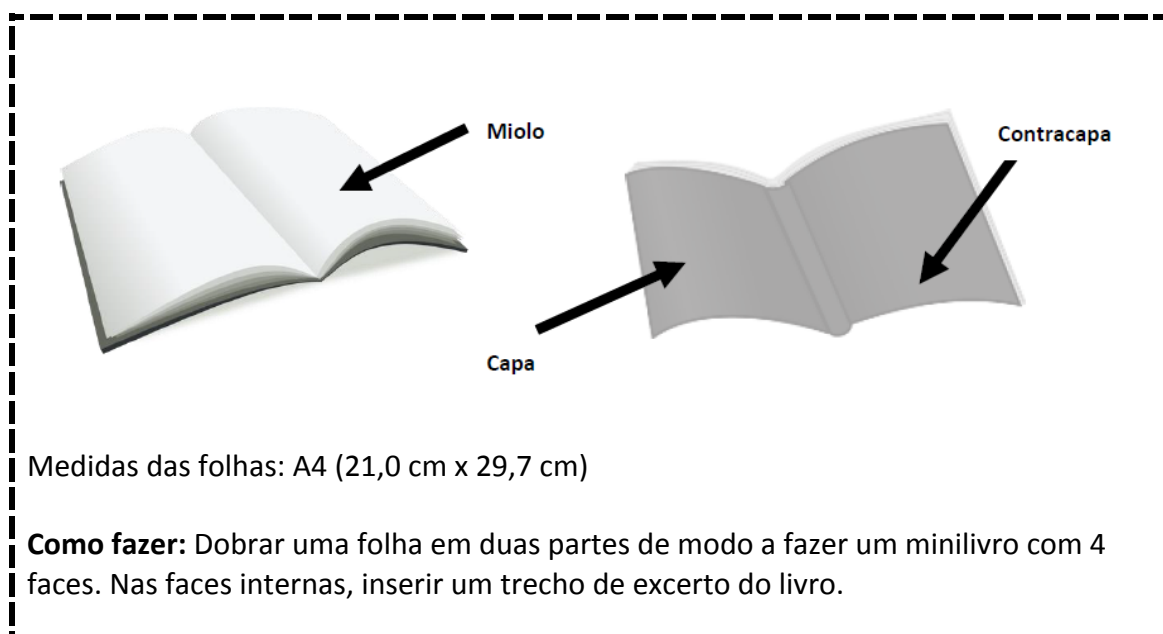 Miolo
Contracapa
Capa
Medidas das folhas: A4 (21,0 cm x 29,7 cm)
Como fazer: Dobrar uma folha em duas partes de modo a fazer um minilivro com 4
faces. Nas faces internas, inserir um trecho de excerto do livro.